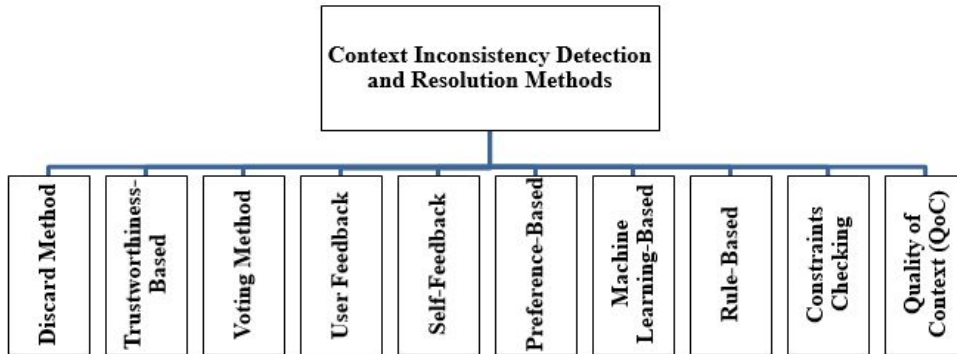 Context Inconsistency Detection
and Resolution Methods
Discard Method
Trustworthiness-
Based
Voting Method
User Feedback
Self-Feedback
Preference-Based
Machine
Learning-Based
Rule-Based
Constraints
Checking
Quality of
Context (QoC)